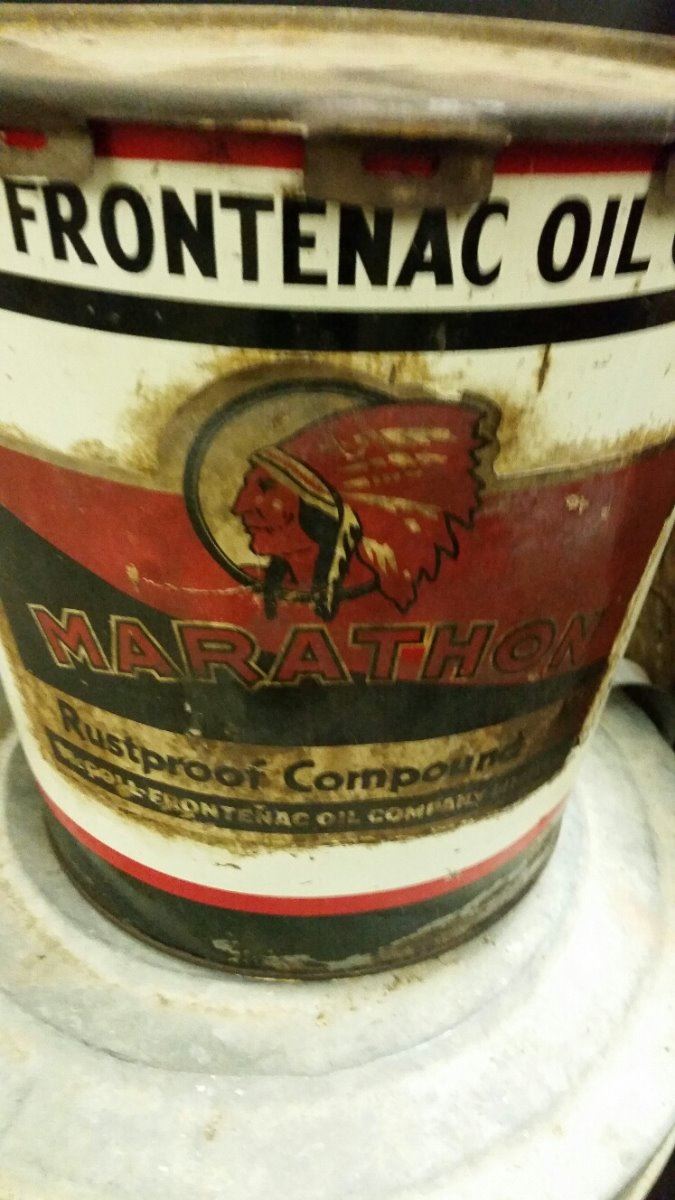 FRONTENAC OIL
MARATHON
Rustproof Compound
FRONTENAC OIL COMPANY